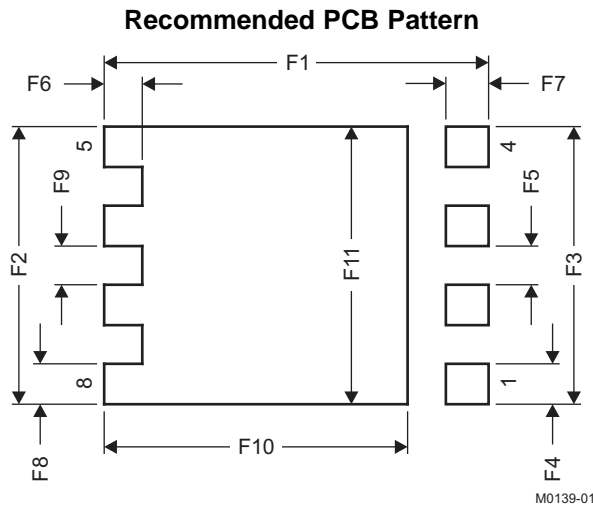 Recommended PCB Pattern
F1
F6
F7
5
4
F9
F5
F2
F11
F3
8
1
F10
F8
F4
M0139-01